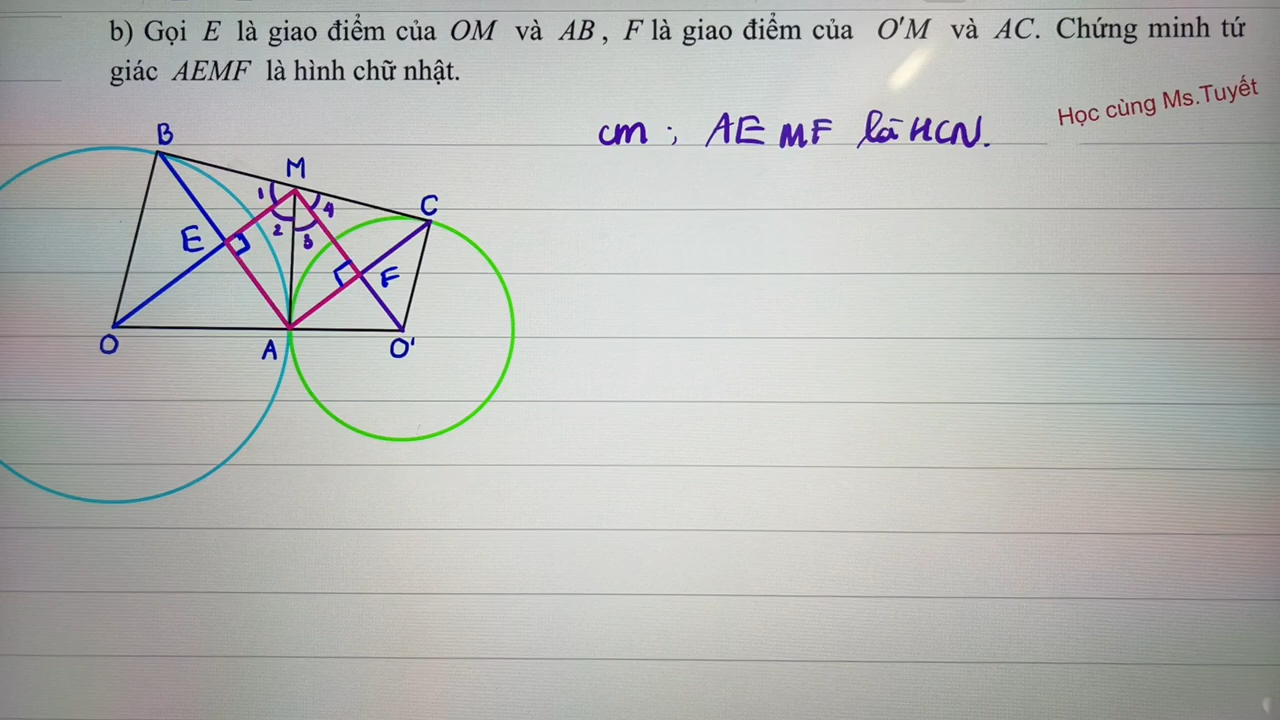 b) Gọi E là giao điểm của OM và AB, F là giao điểm của O'M và AC. Chứng minh tứ
giác AEMF là hình chữ nhật.
Học cùng Ms.Tuyết
cm ; AEMF là HCN.
B
M
C
1
4
2
3
E
F
O
A
O'